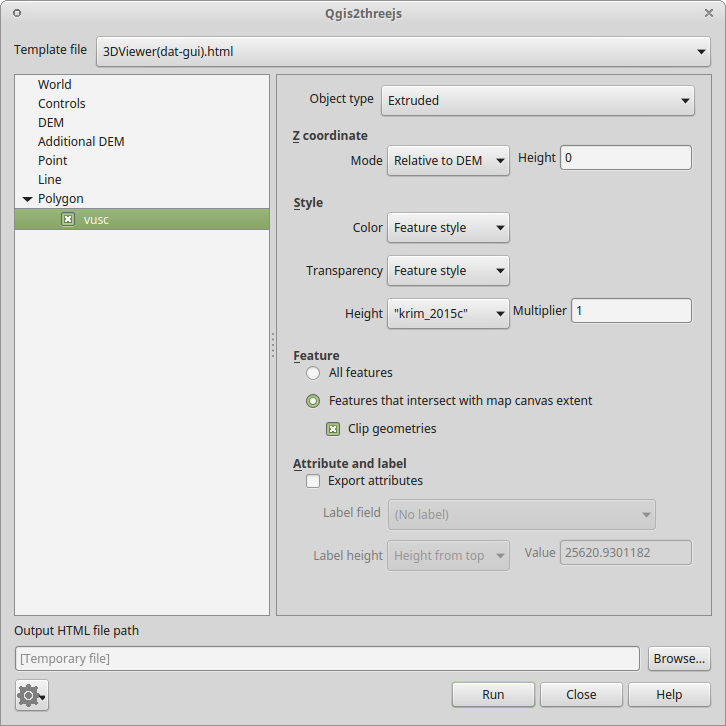 Qgis2threejs
Template file 3DViewer(dat-gui).html
World
Controls
DEM
Additional DEM
Point
Line
Polygon
vusc
Object type Extruded
Z coordinate
Mode Relative to DEM Height 0
Style
Color Feature style
Transparency Feature style
Height "krim_2015c" Multiplier 1
Feature
All features
Features that intersect with map canvas extent
Clip geometries
Attribute and label
Export attributes
Label field (No label)
Label height Height from top Value 25620.9301182
Output HTML file path
[Temporary file] Browse...
Run Close Help